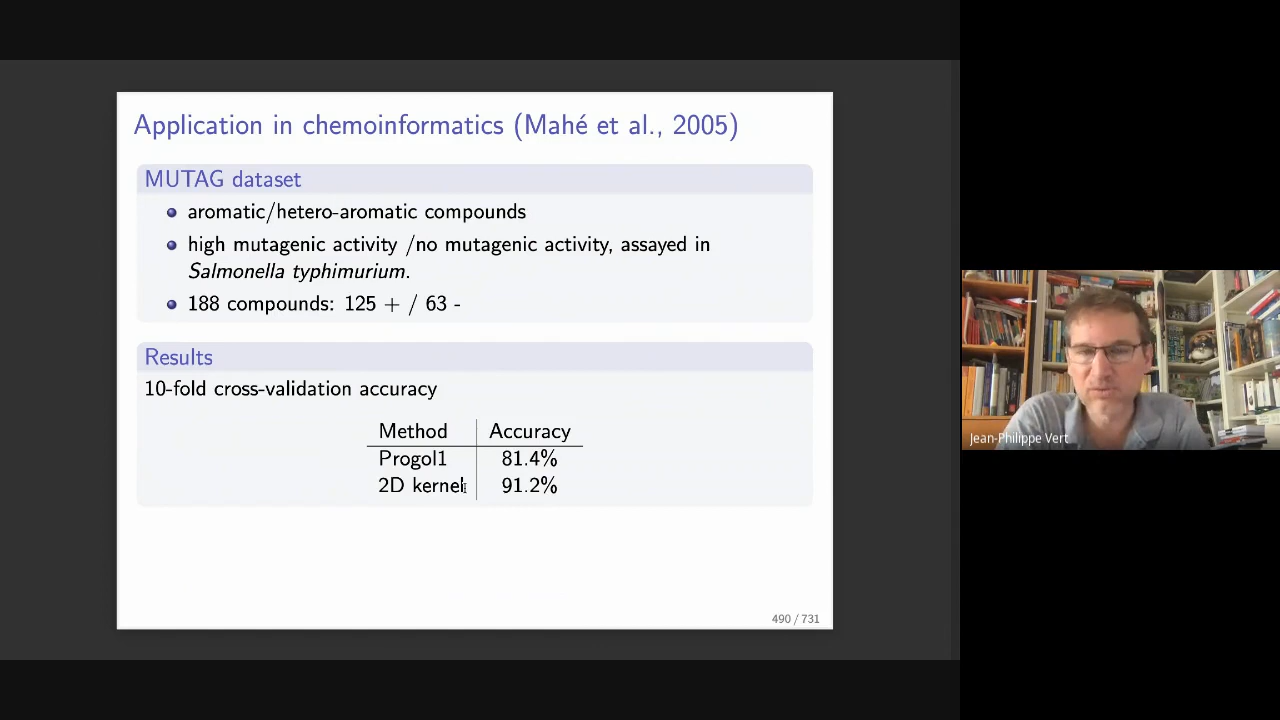 Application in chemoinformatics (Mahé et al., 2005)
MUTAG dataset
aromatic/hetero-aromatic compounds
high mutagenic activity /no mutagenic activity, assayed in
Salmonella typhimurium.
188 compounds: 125 + / 63 -
Results
10-fold cross-validation accuracy
Method Accuracy
Progol1 81.4%
2D kernel 91.2%
490 / 731
Jean-Philippe Vert